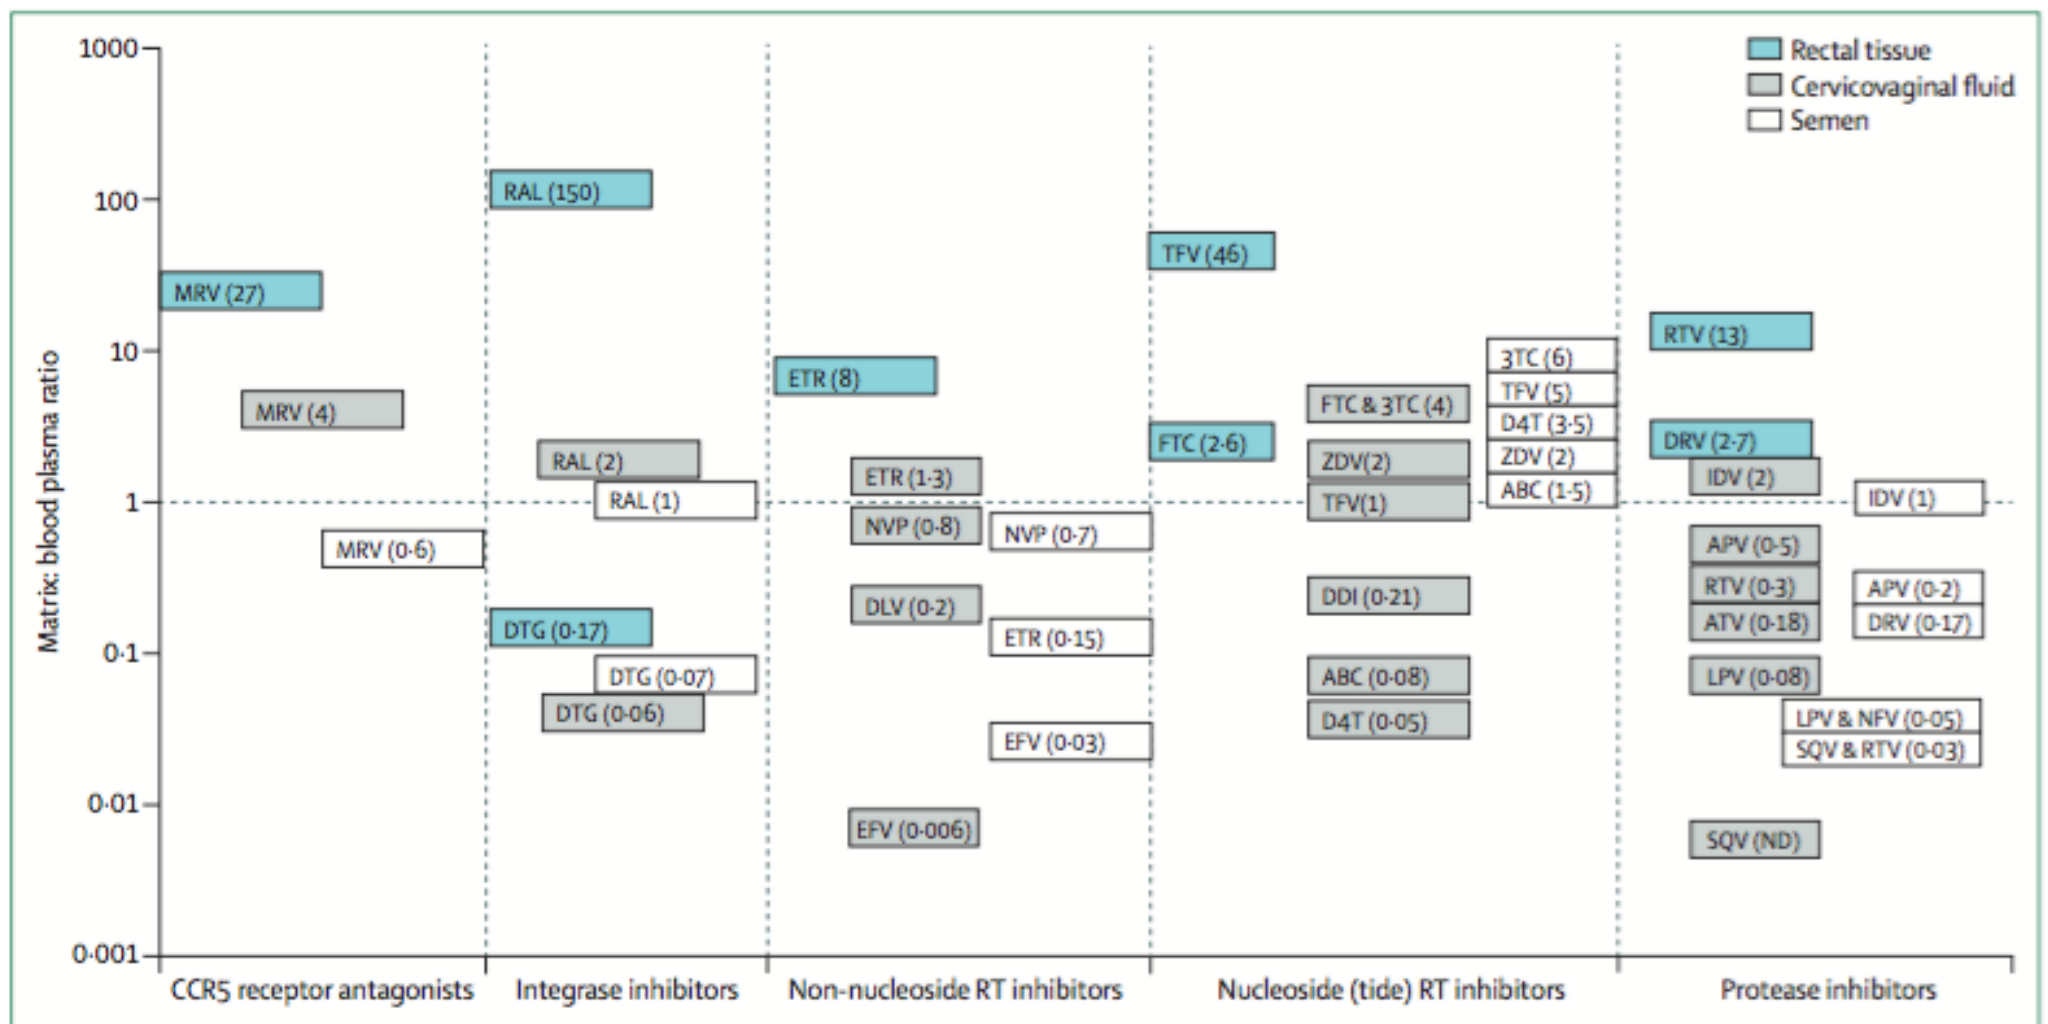 1000
100
10
1
0·1
0·01
0·001
Matrix: blood plasma ratio
Rectal tissue
Cervicovaginal fluid
Semen
MRV (27)
MRV (4)
MRV (0·6)
RAL (150)
RAL (2)
RAL (1)
DTG (0·17)
DTG (0·07)
DTG (0·06)
ETR (8)
ETR (1·3)
NVP (0·8)
NVP (0·7)
DLV (0·2)
ETR (0·15)
EFV (0·03)
EFV (0·006)
TFV (46)
FTC (2·6)
FTC & 3TC (4)
ZDV(2)
TFV(1)
DDI (0·21)
ABC (0·08)
D4T (0·05)
3TC (6)
TFV (5)
D4T (3·5)
ZDV (2)
ABC (1·5)
RTV (13)
DRV (2·7)
IDV (2)
IDV (1)
APV (0·5)
RTV (0·3)
ATV (0·18)
LPV (0·08)
APV (0·2)
DRV (0·17)
LPV & NFV (0·05)
SQV & RTV (0·03)
SQV (ND)
CCR5 receptor antagonists
Integrase inhibitors
Non-nucleoside RT inhibitors
Nucleoside (tide) RT inhibitors
Protease inhibitors